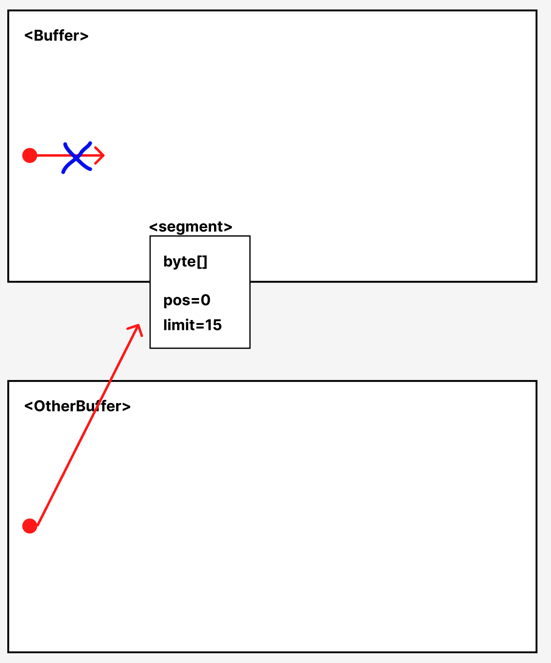 <Buffer>
<segment>
byte[]
pos=0
limit=15
<OtherBuffer>